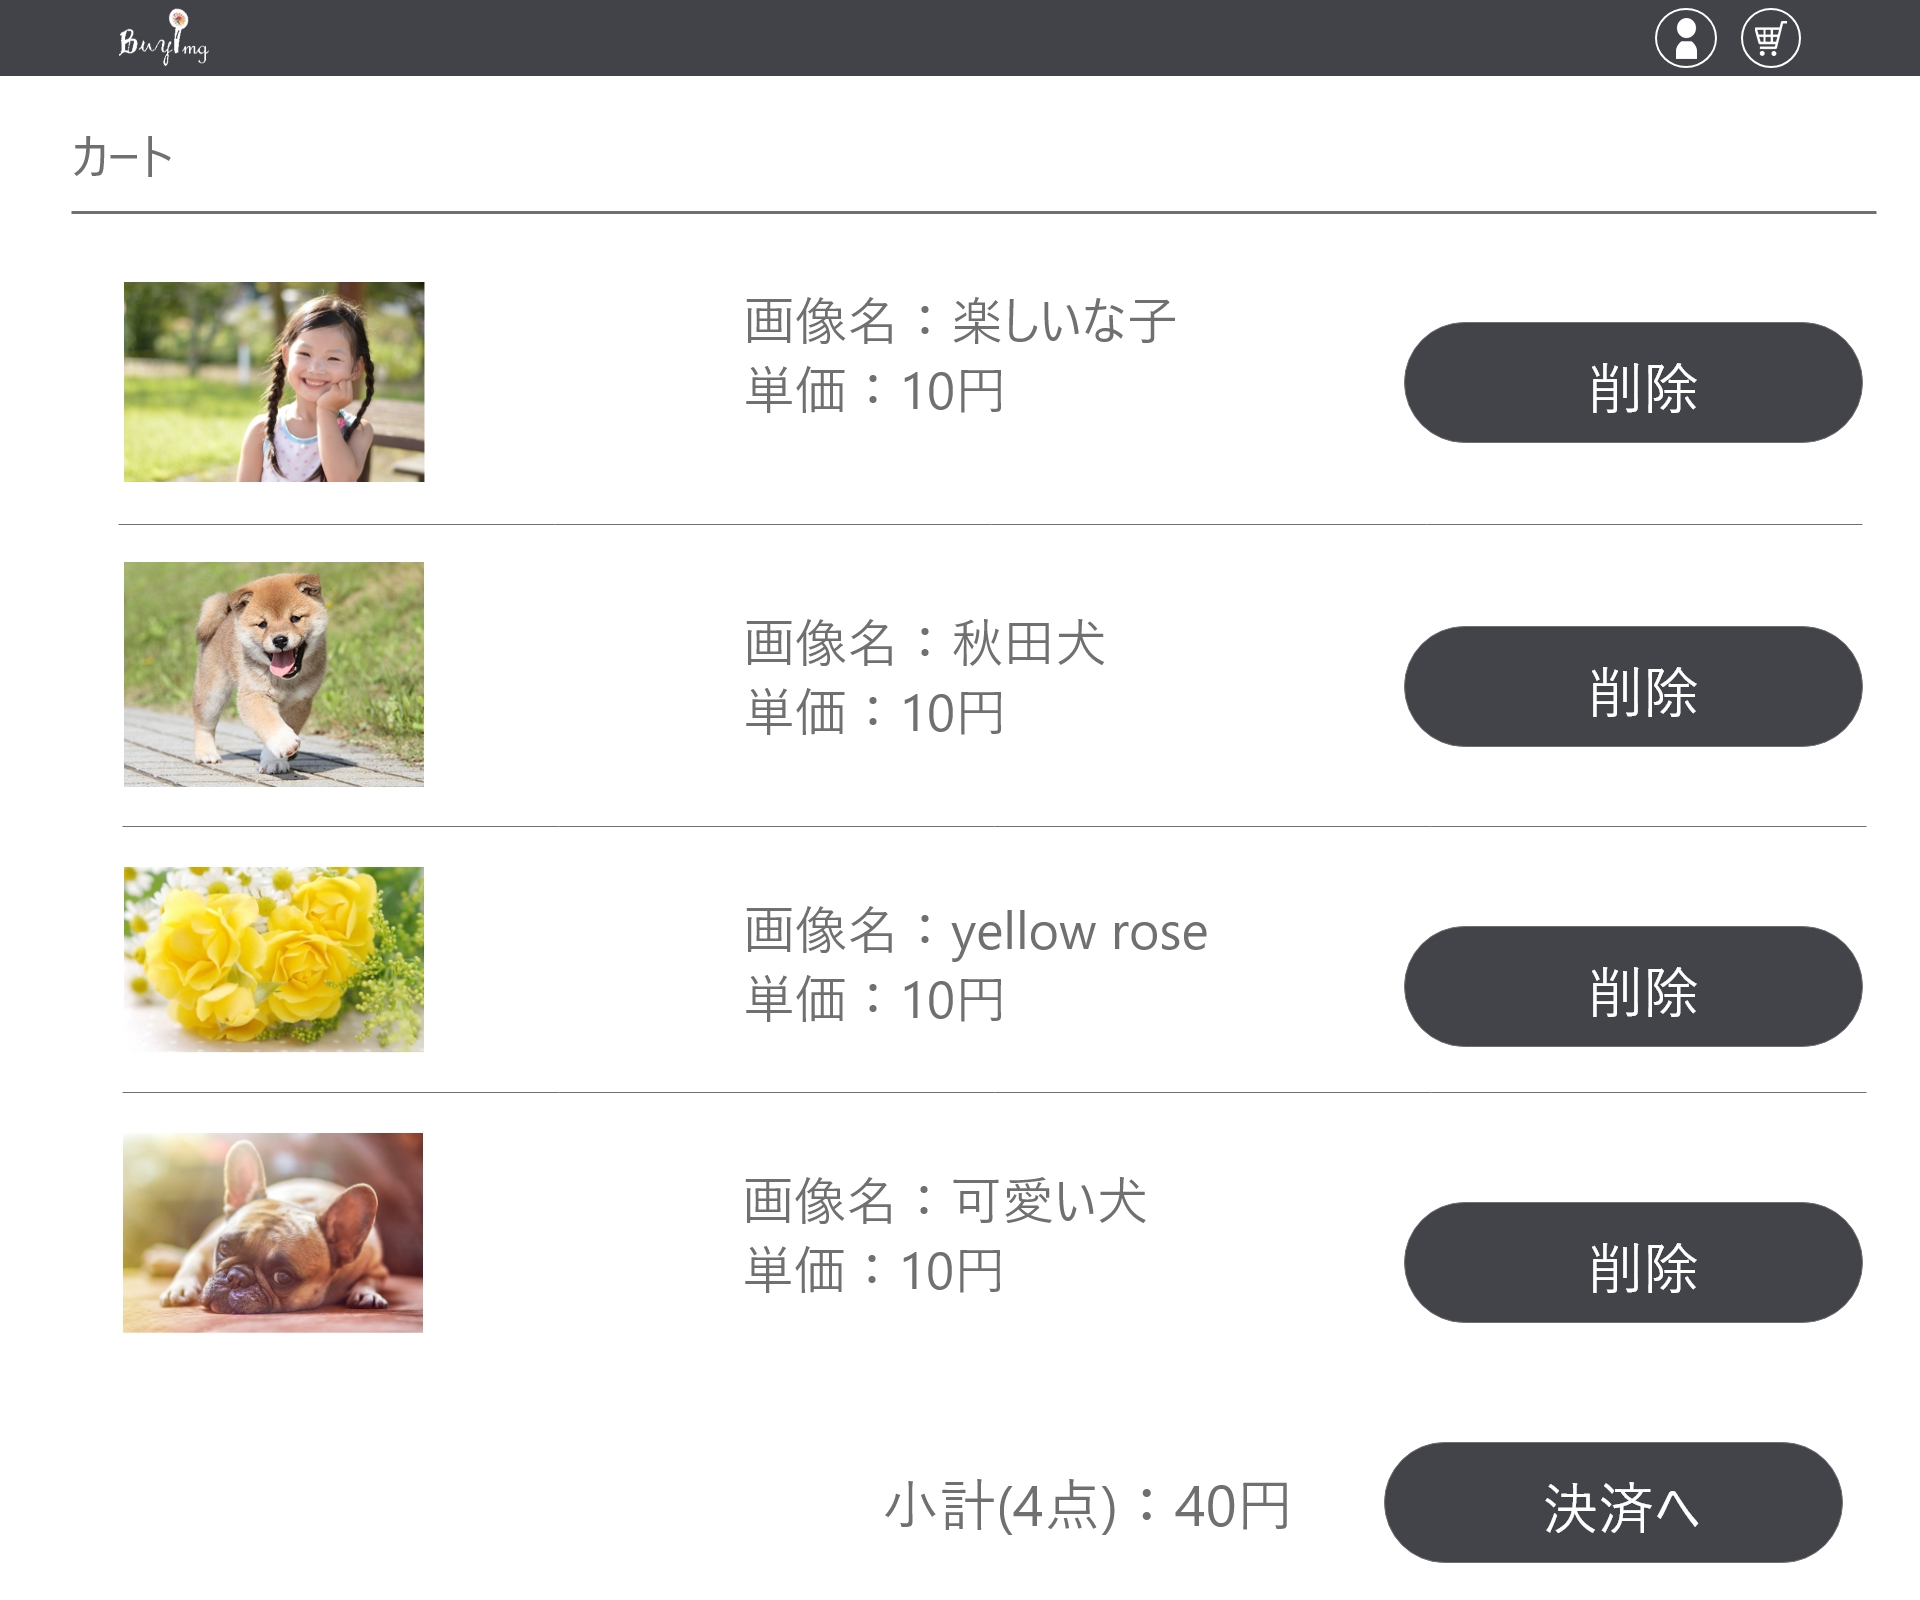 BuyImg
カート
画像名：楽しいな子
単価：10円
削除
画像名：秋田犬
単価：10円
削除
画像名：yellow rose
単価：10円
削除
画像名：可愛い犬
単価：10円
削除
小計(4点)：40円
決済へ